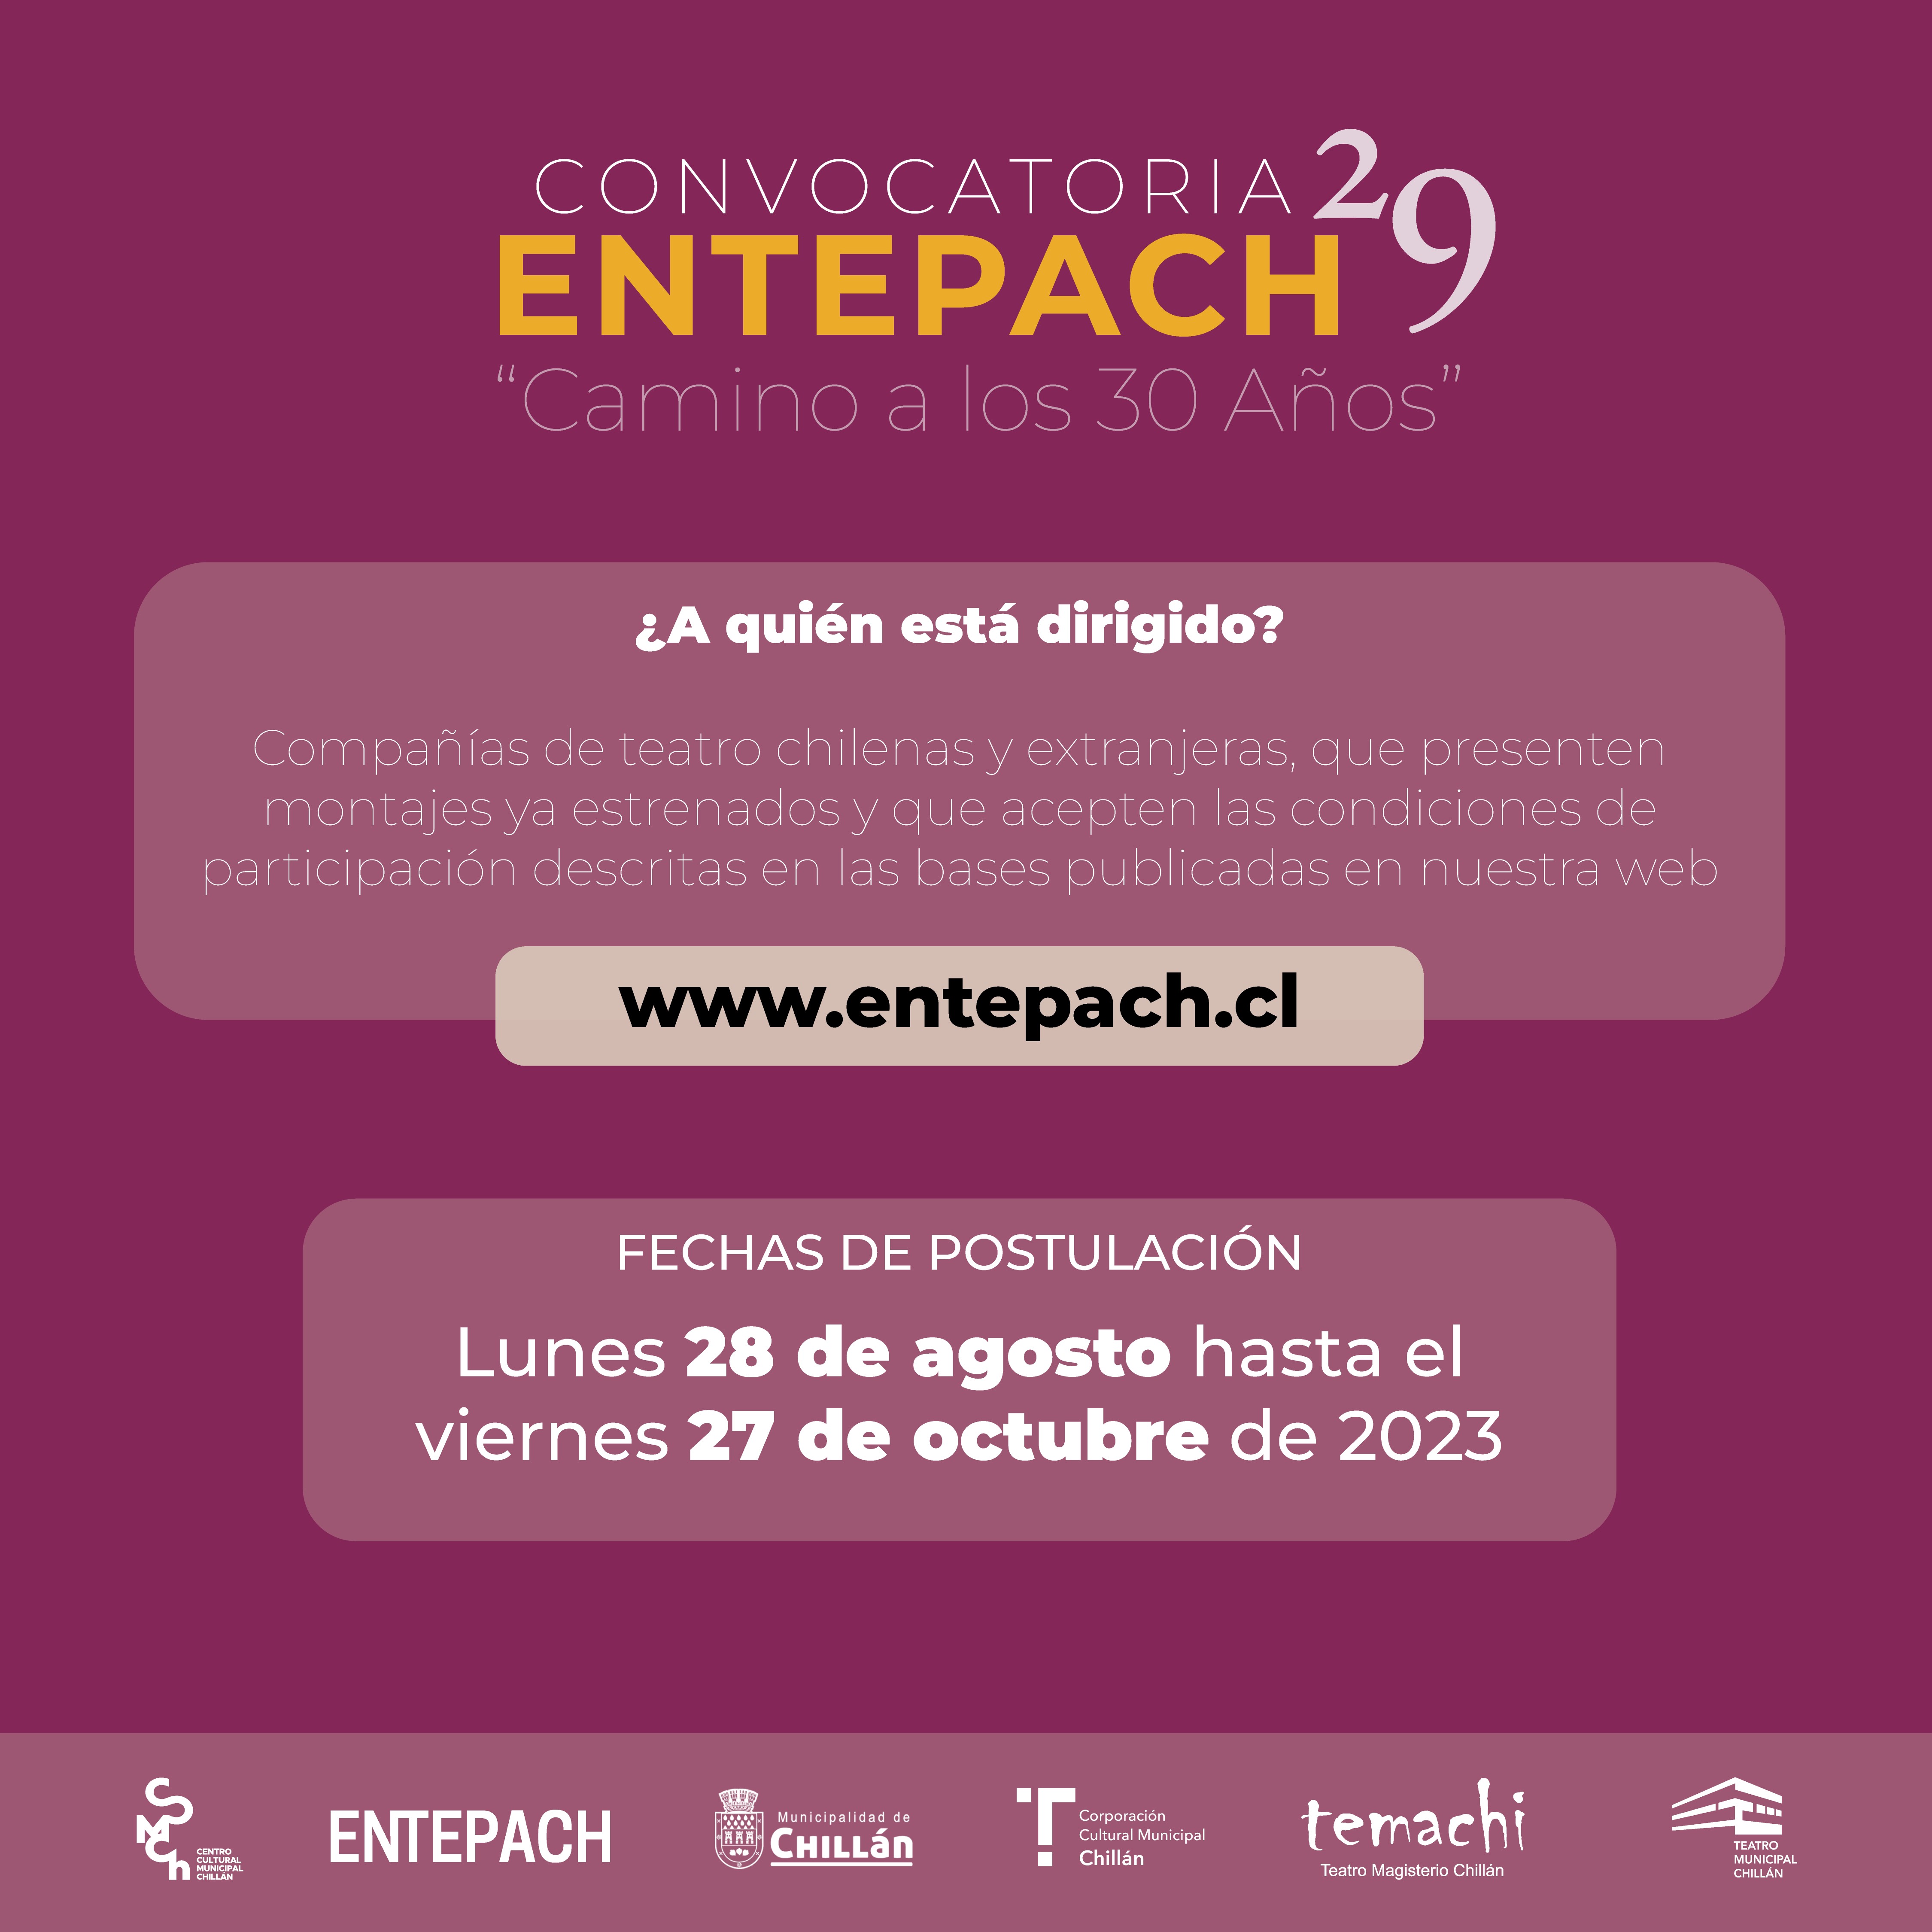 CONVOCATORIA 29
ENTEPACH
“Camino a los 30 Años”
¿A quién está dirigido?
Compañías de teatro chilenas y extranjeras, que presenten
montajes ya estrenados y que acepten las condiciones de
participación descritas en las bases publicadas en nuestra web
www.entepach.cl
FECHAS DE POSTULACIÓN
Lunes 28 de agosto hasta el
viernes 27 de octubre de 2023
CCMch
CENTRO
CULTURAL
MUNICIPAL
CHILLÁN
ENTEPACH
Municipalidad de
CHILLán
Corporación
Cultural Municipal
Chillán
temachi
Teatro Magisterio Chillán
TEATRO
MUNICIPAL
CHILLÁN